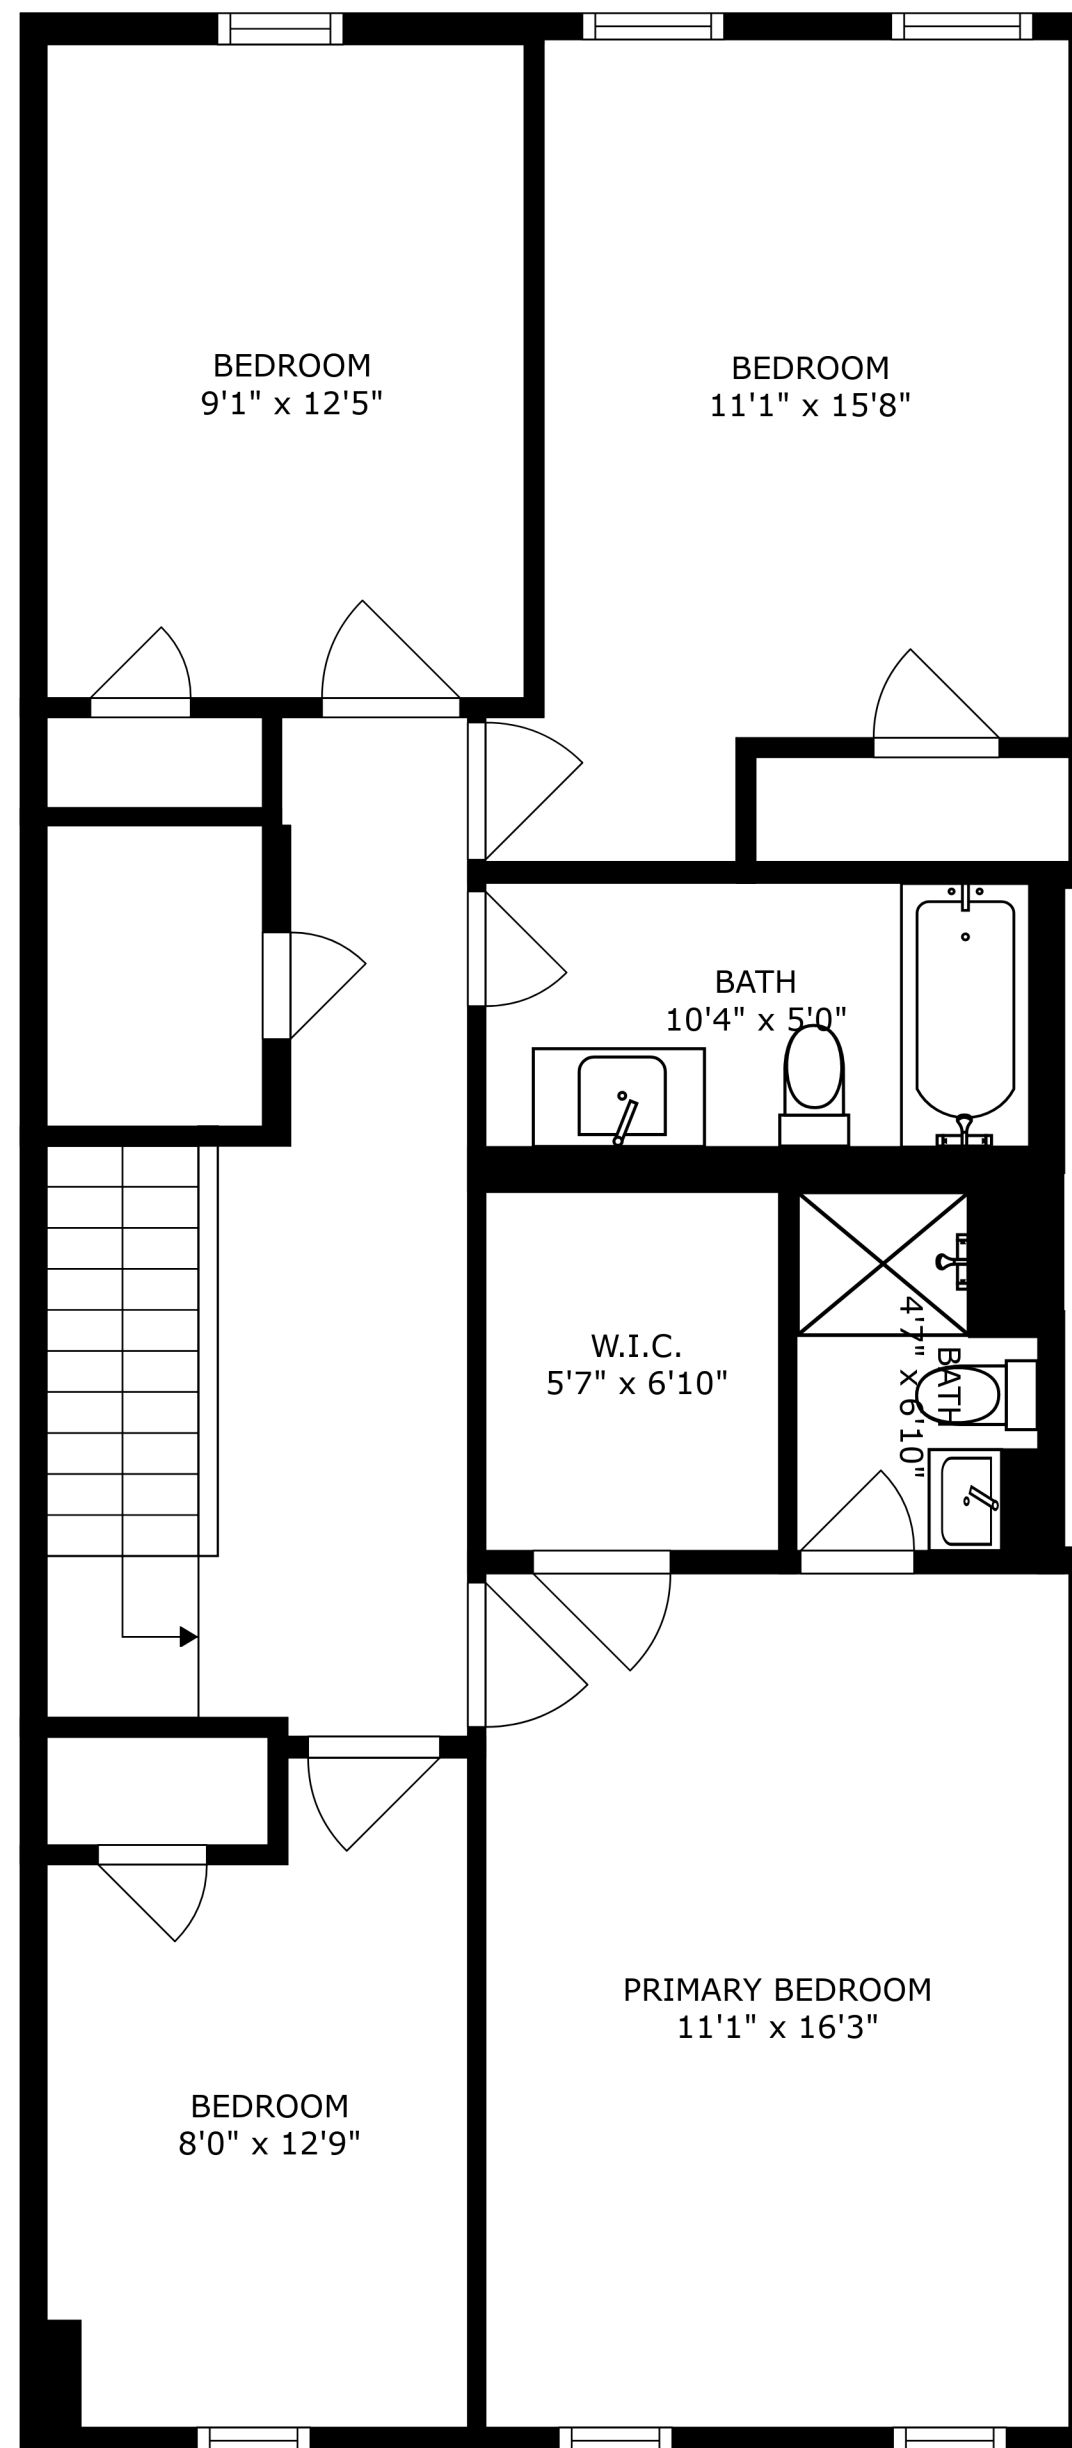 BEDROOM
9'1" x 12'5"
BEDROOM
11'1" x 15'8"
BATH
10'4" x 5'0"
W.I.C.
5'7" x 6'10"
BATH
4'7" x 6'10"
PRIMARY BEDROOM
11'1" x 16'3"
BEDROOM
8'0" x 12'9"